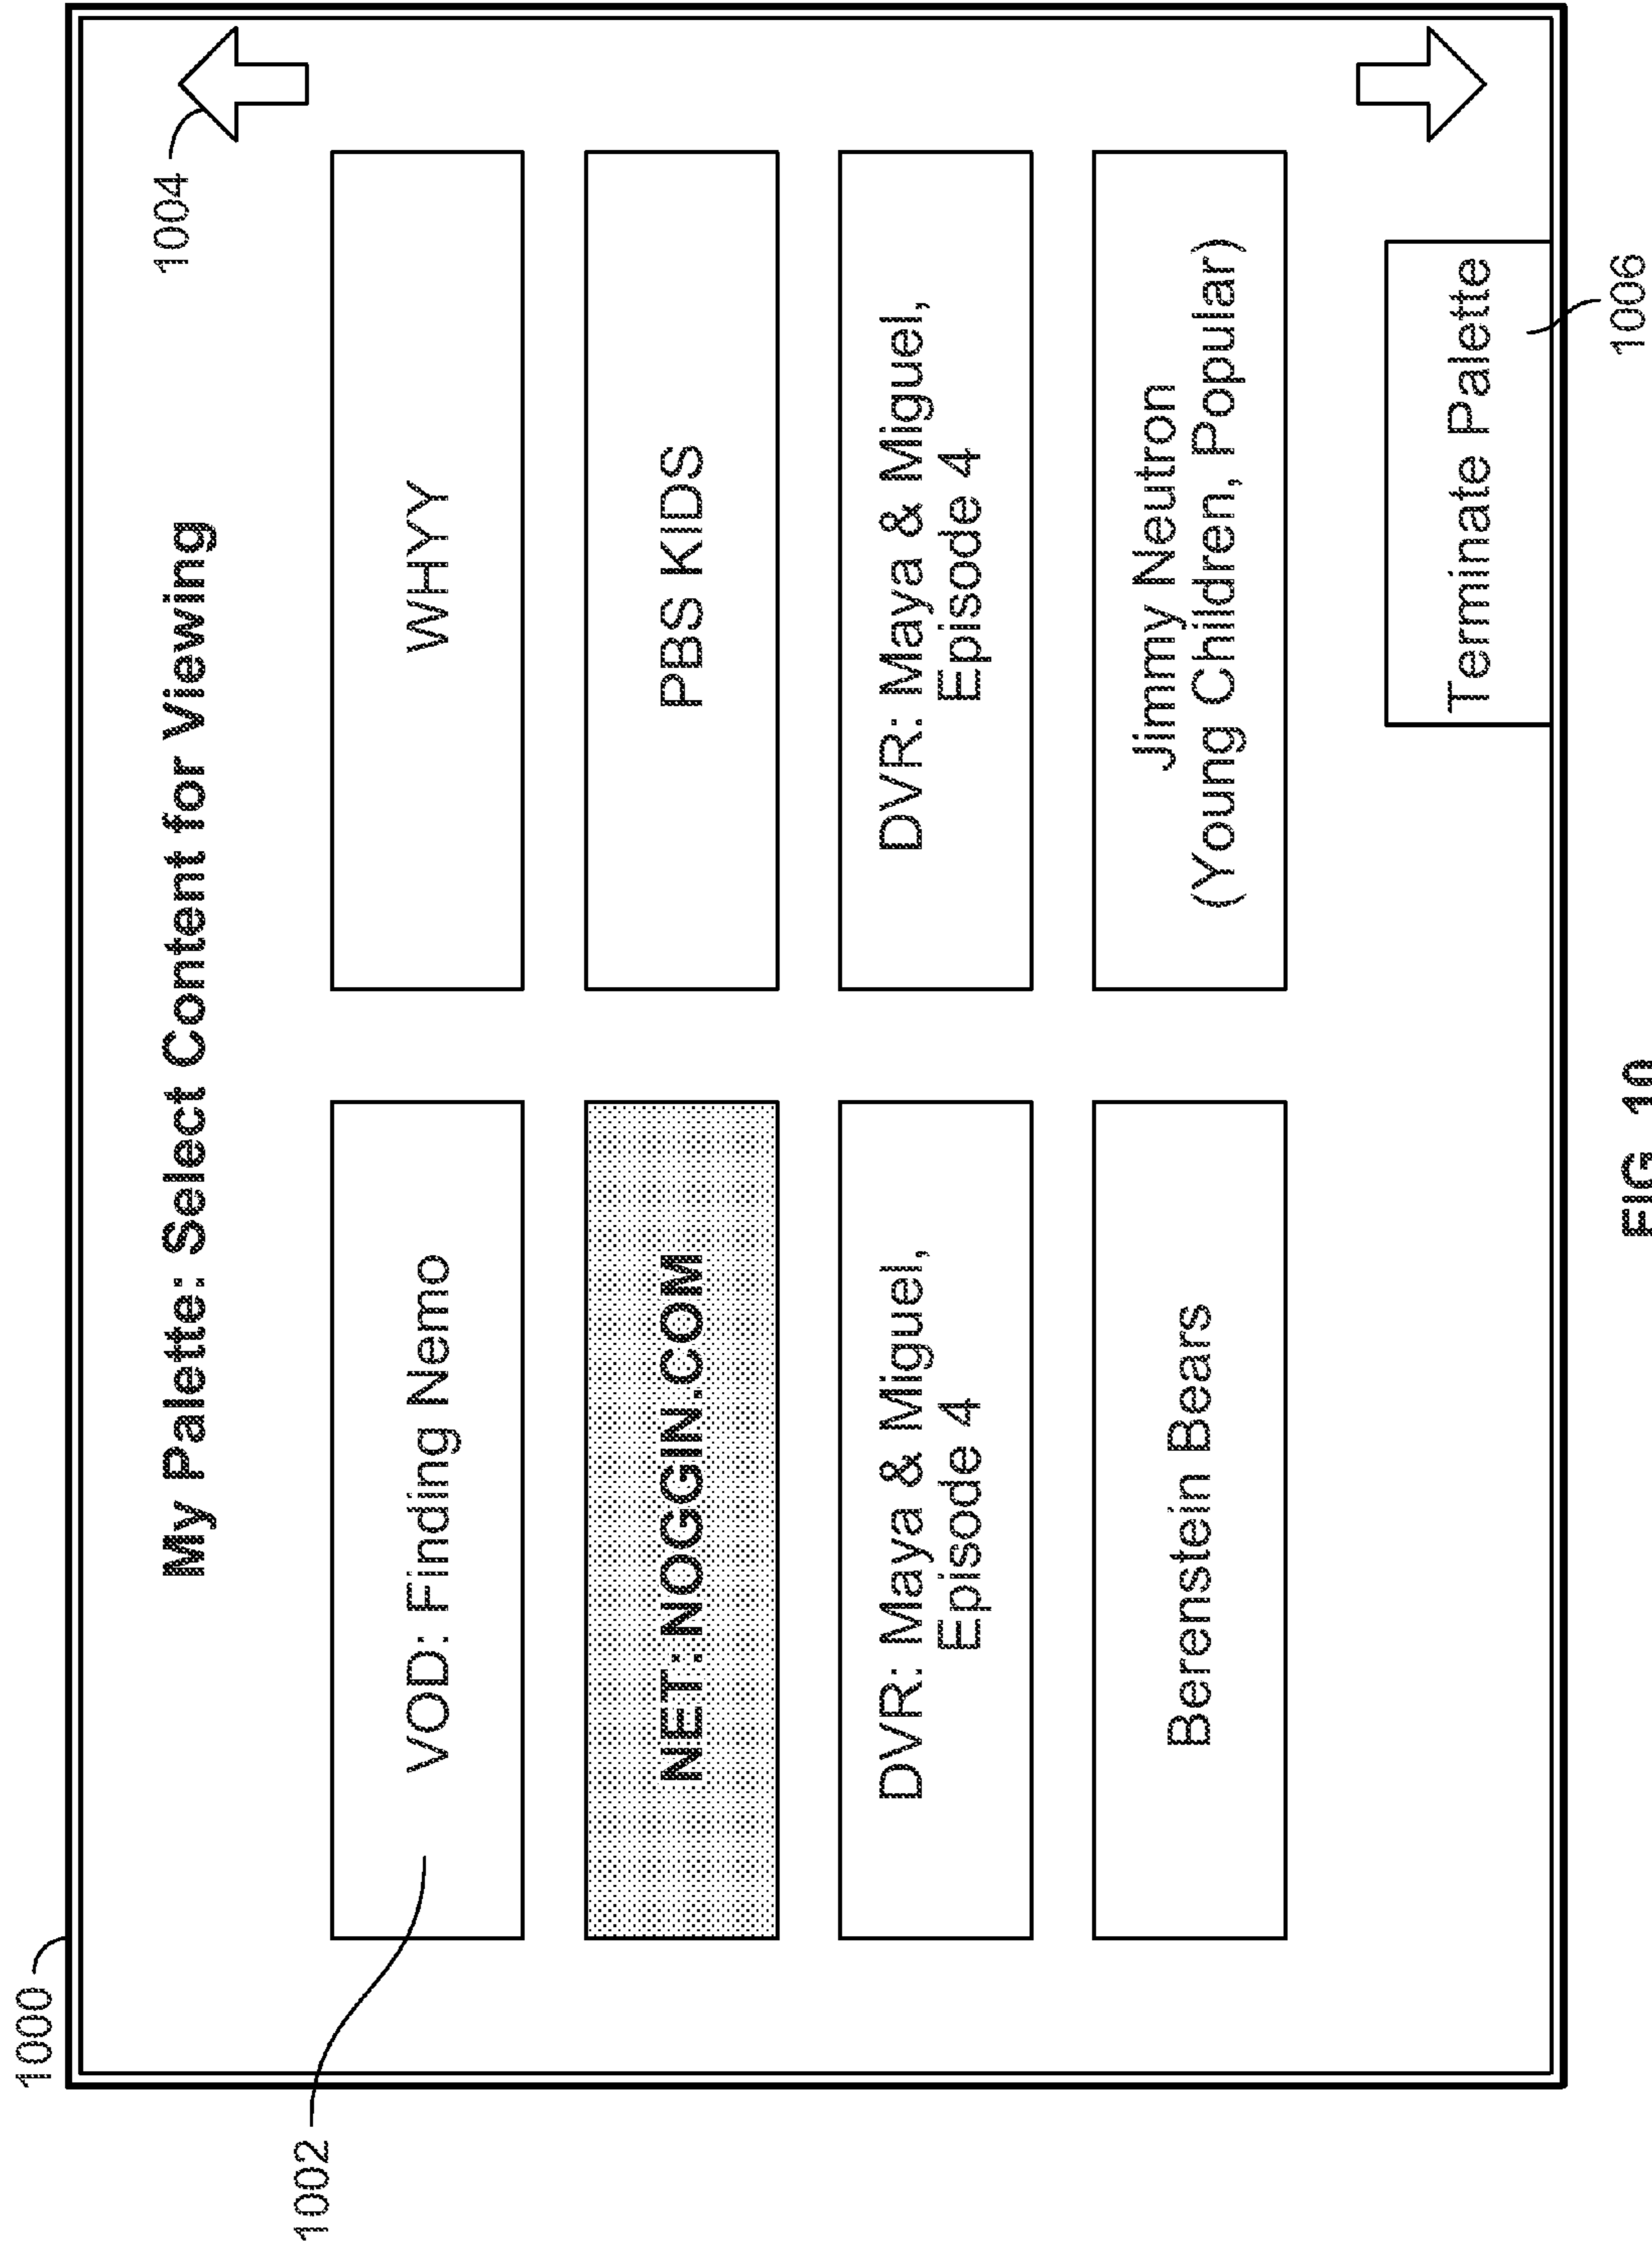 1000
My Palette: Select Content for Viewing
1004
1002
VOD: Finding Nemo
WHYY
NET:NOGGIN.COM
PBS KIDS
DVR: Maya & Miguel,
Episode 4
DVR: Maya & Miguel,
Episode 4
Berenstein Bears
Jimmy Neutron
(Young Children, Popular)
Terminate Palette
1006
FIG. 10